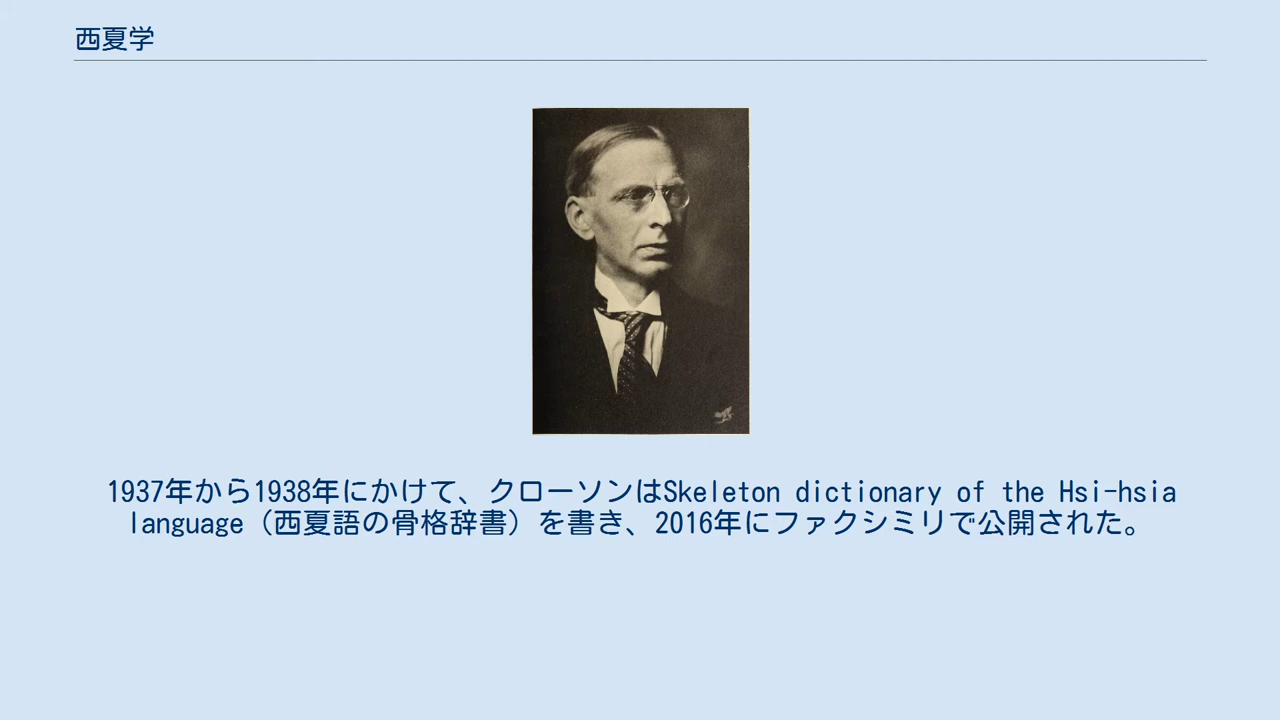 西夏学
1937年から1938年にかけて、クローソンはSkeleton dictionary of the Hsi-hsia
language（西夏語の骨格辞書）を書き、2016年にファクシミリで公開された。